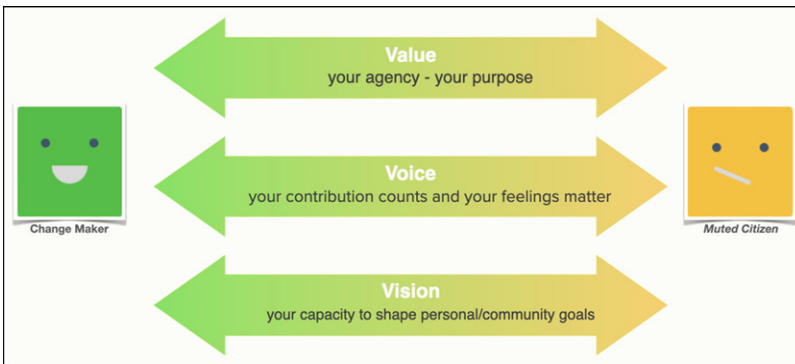 Value
your agency - your purpose
Voice
your contribution counts and your feelings matter
Change Maker
Muted Citizen
Vision
your capacity to shape personal/community goals